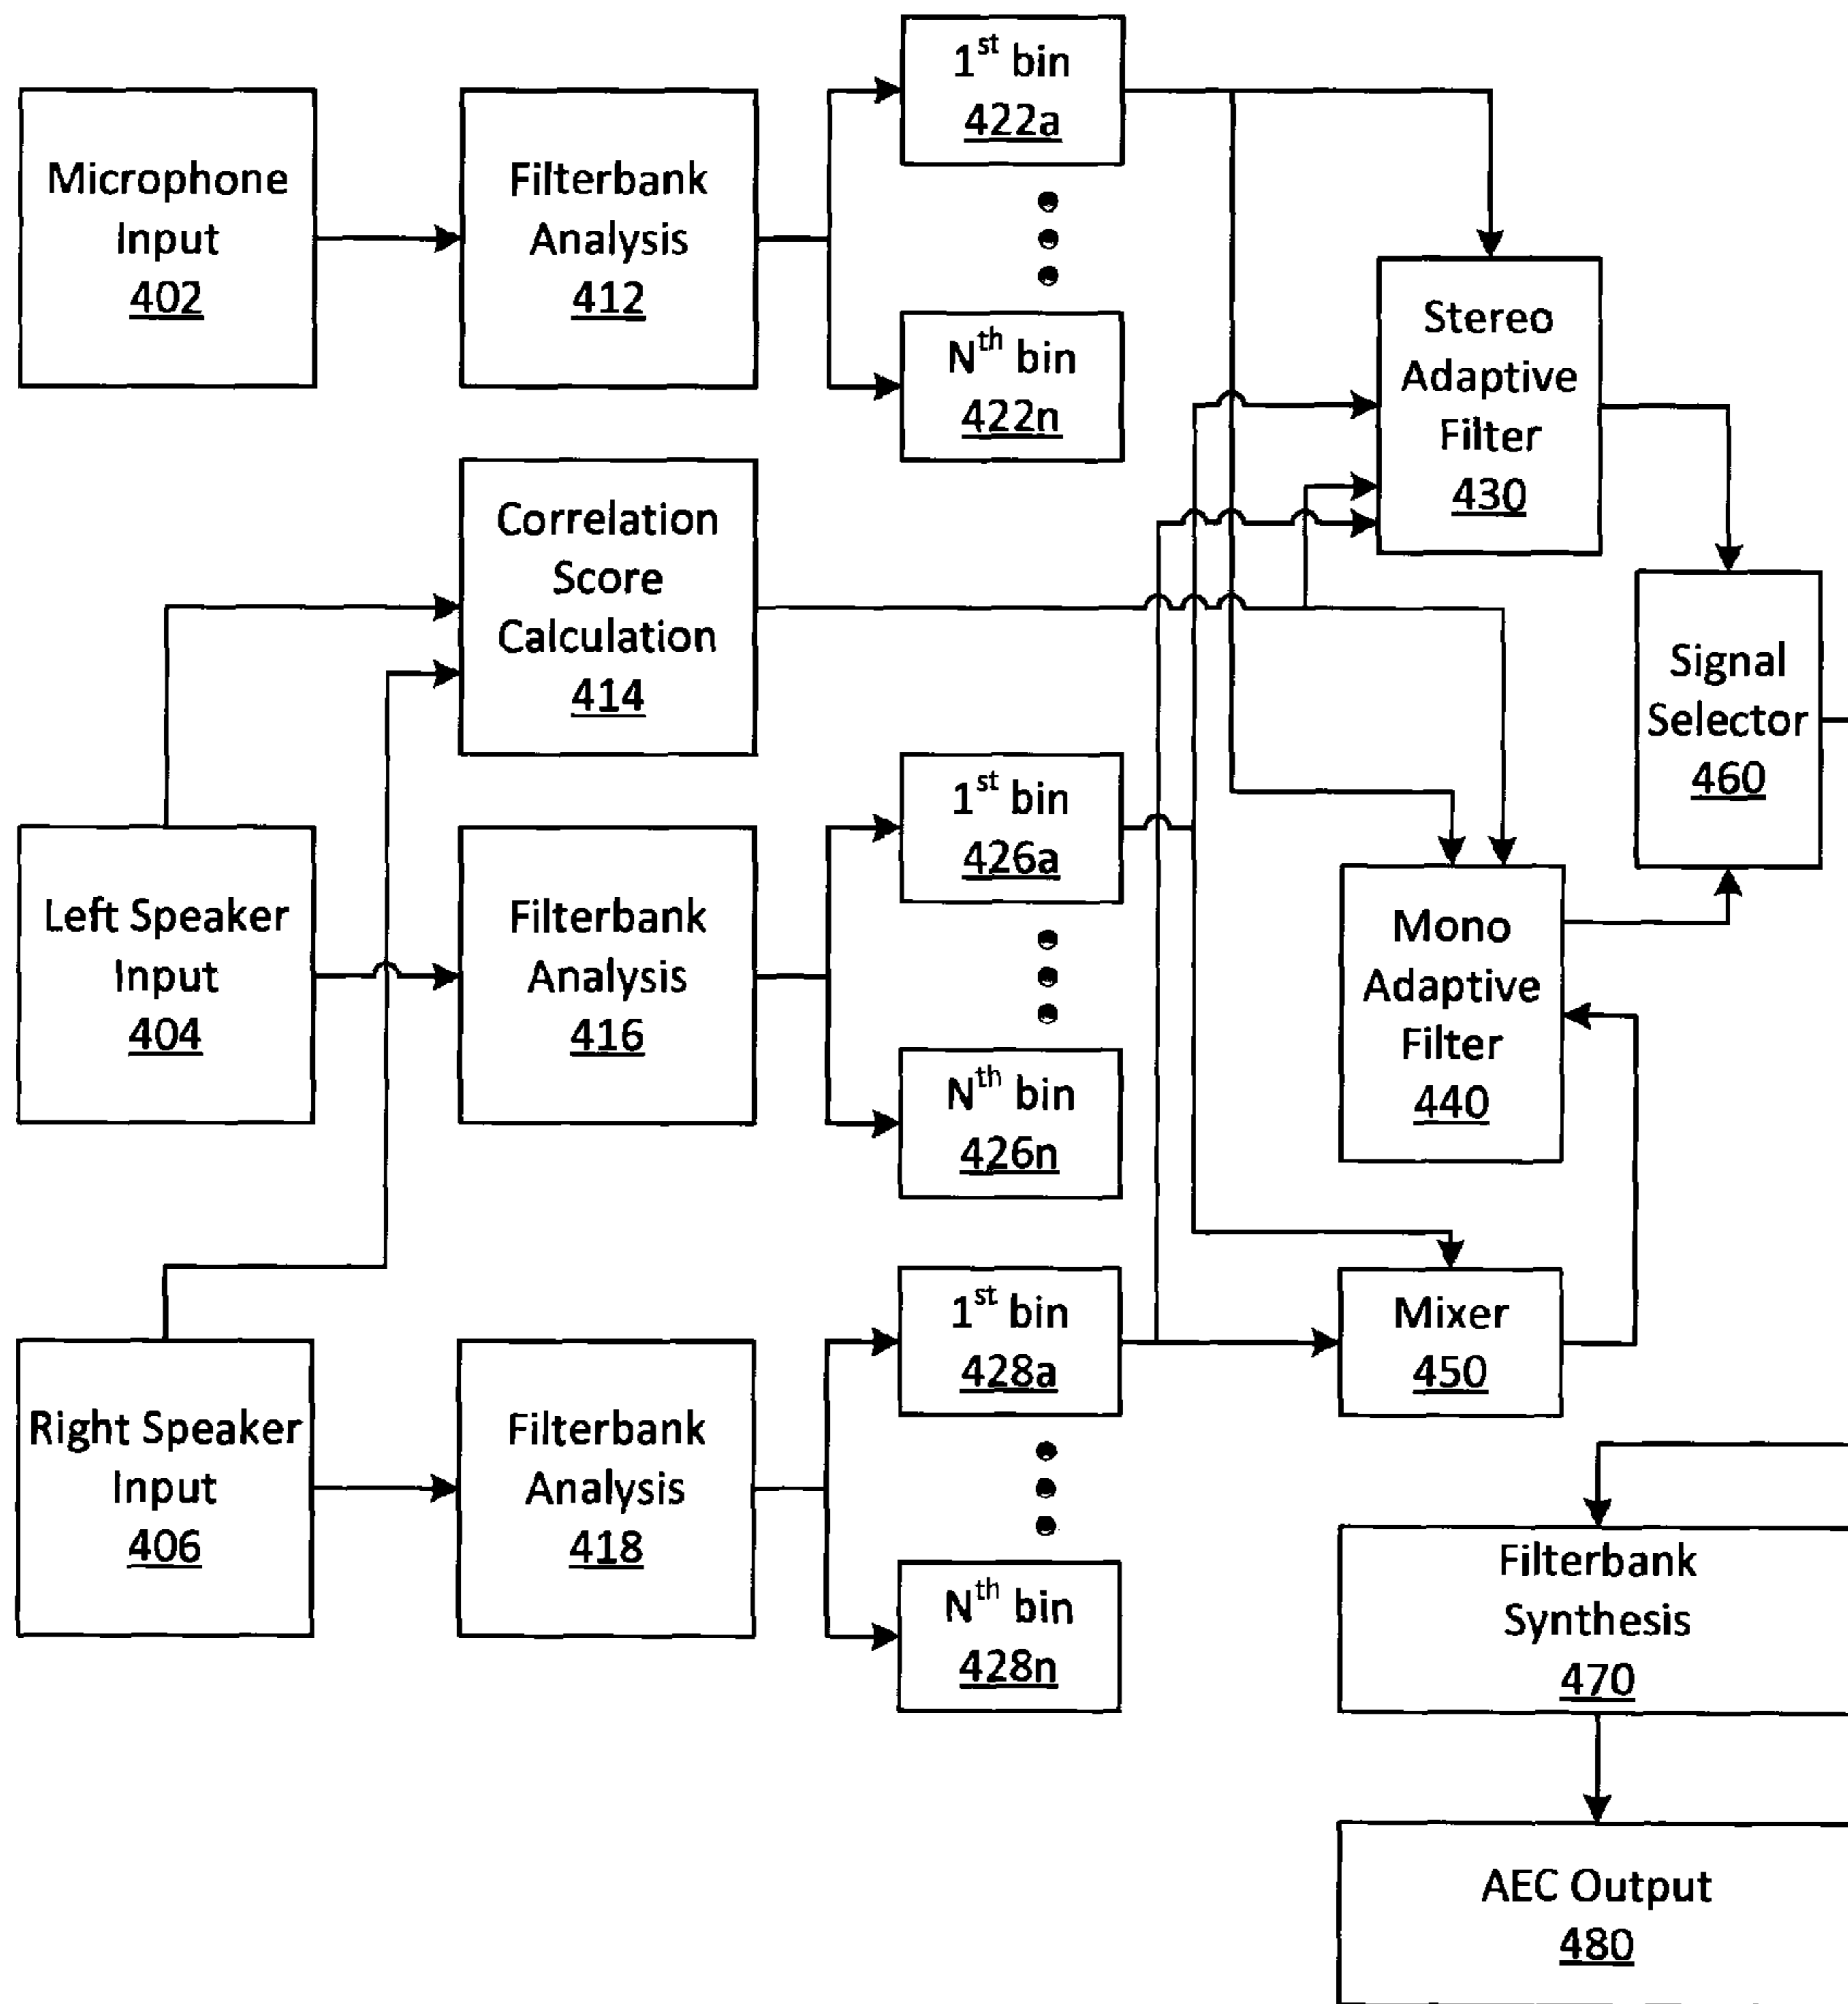 Microphone
Input
402
Filterbank
Analysis
412
1st bin
422a
Nth bin
422n
Stereo
Adaptive
Filter
430
Correlation
Score
Calculation
414
Signal
Selector
460
Left Speaker
Input
404
Filterbank
Analysis
416
1st bin
426a
Nth bin
426n
Mono
Adaptive
Filter
440
Right Speaker
Input
406
Filterbank
Analysis
418
1st bin
428a
Nth bin
428n
Mixer
450
Filterbank
Synthesis
470
AEC Output
480